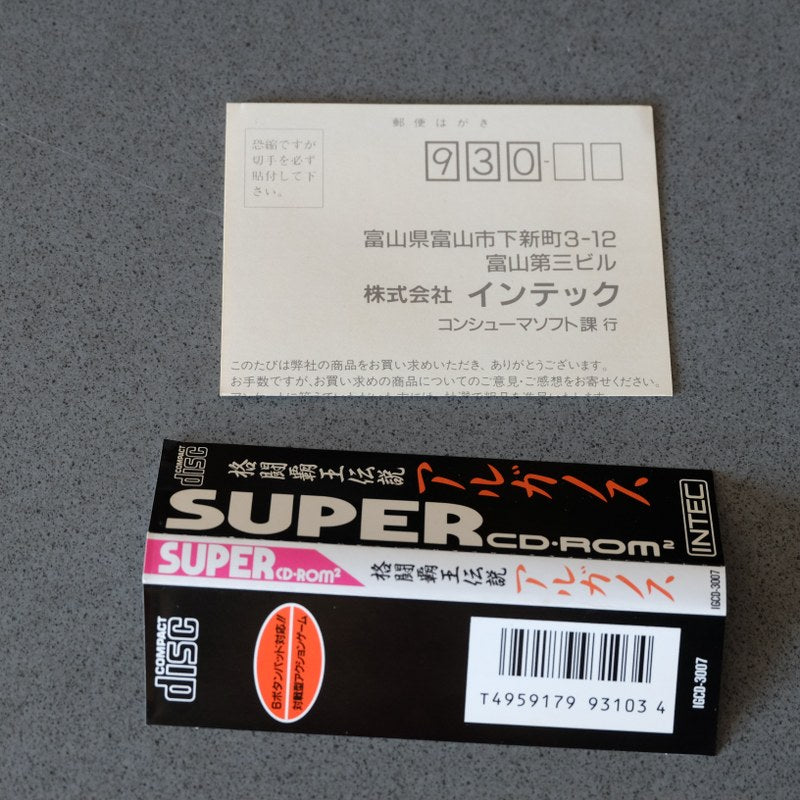 郵便はがき
恐縮ですが
切手を必ず
貼付して下
さい。
930-
富山県富山市下新町3-12
富山第三ビル
株式会社 インテック
コンシューマソフト課 行
このたびは弊社の商品をお買い求めいただき、ありがとうございます。
お手数ですが、お買い求めの商品についてのご意見・ご感想をお寄せください。
COMPACT
disc
格闘覇王伝説
アルガノス
SUPER CD-ROM2
INTEC
SUPER CD-ROM2
格闘覇王伝説
アルガノス
IGCD-3007
COMPACT
disc
6ボタンパッド対応!!
対戦型アクションゲーム
T4959179 93103 4
IGCD-3007